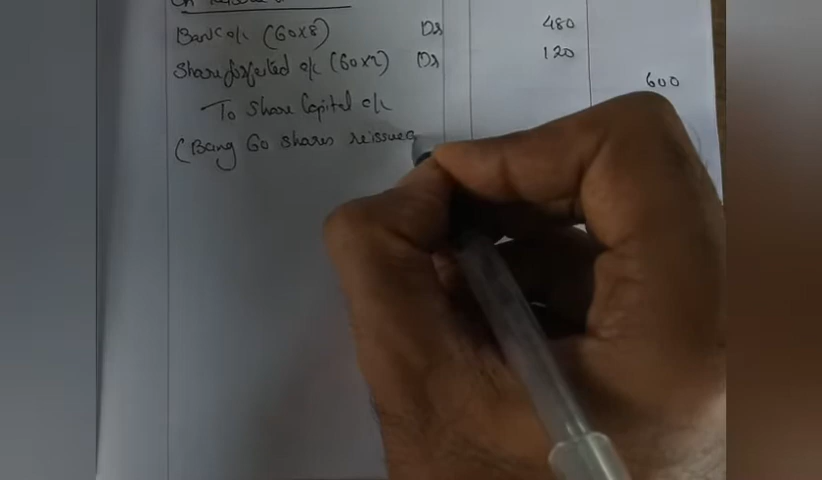 Bank a/c (60x8) Dr 480
Share forfeited a/c (60x2) Dr 120
600
To Share Capital a/c
(Being 60 shares reissued